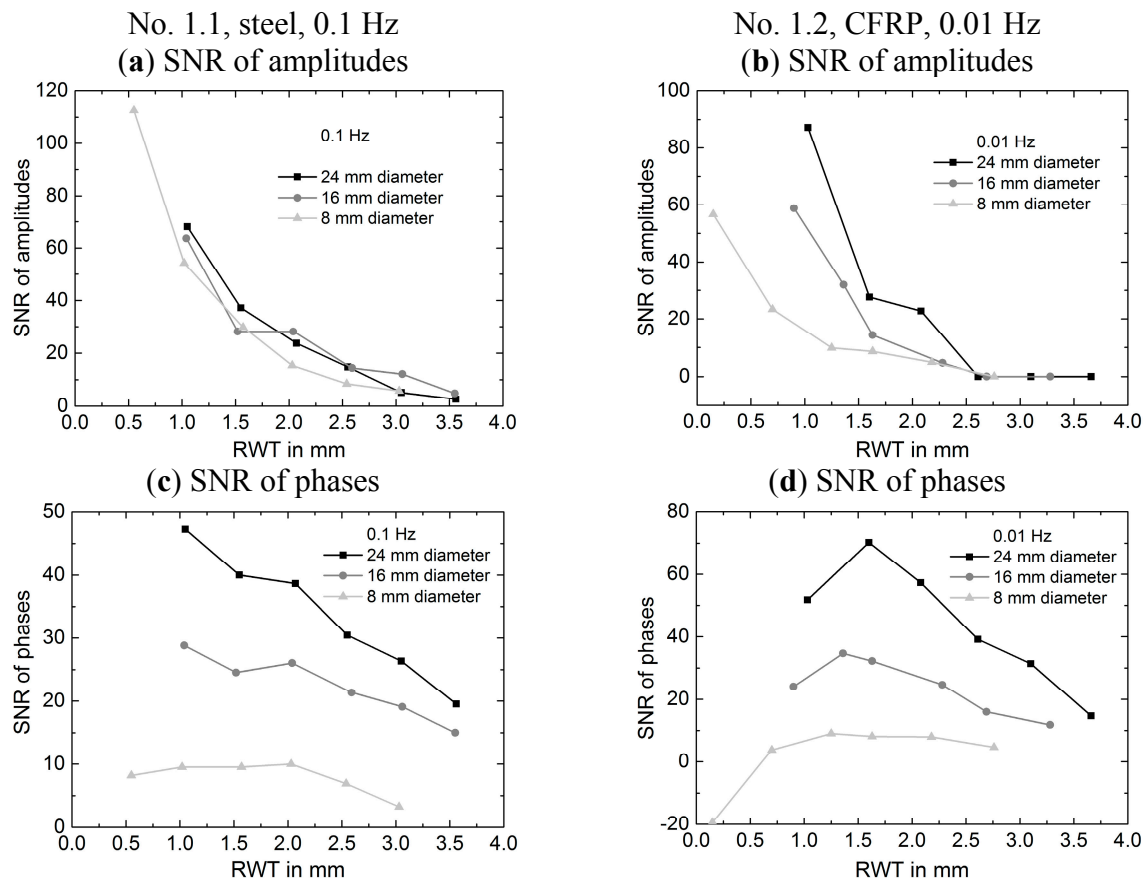 No. 1.1, steel, 0.1 Hz
(a) SNR of amplitudes
120
100
80
60
40
20
0
SNR of amplitudes
0.1 Hz
24 mm diameter
16 mm diameter
8 mm diameter
0.0 0.5 1.0 1.5 2.0 2.5 3.0 3.5 4.0
RWT in mm
No. 1.2, CFRP, 0.01 Hz
(b) SNR of amplitudes
100
80
60
40
20
0
SNR of amplitudes
0.01 Hz
24 mm diameter
16 mm diameter
8 mm diameter
0.0 0.5 1.0 1.5 2.0 2.5 3.0 3.5 4.0
RWT in mm
(c) SNR of phases
50
40
30
20
10
0
SNR of phases
0.1 Hz
24 mm diameter
16 mm diameter
8 mm diameter
0.0 0.5 1.0 1.5 2.0 2.5 3.0 3.5 4.0
RWT in mm
(d) SNR of phases
80
60
40
20
0
-20
SNR of phases
0.01 Hz
24 mm diameter
16 mm diameter
8 mm diameter
0.0 0.5 1.0 1.5 2.0 2.5 3.0 3.5 4.0
RWT in mm